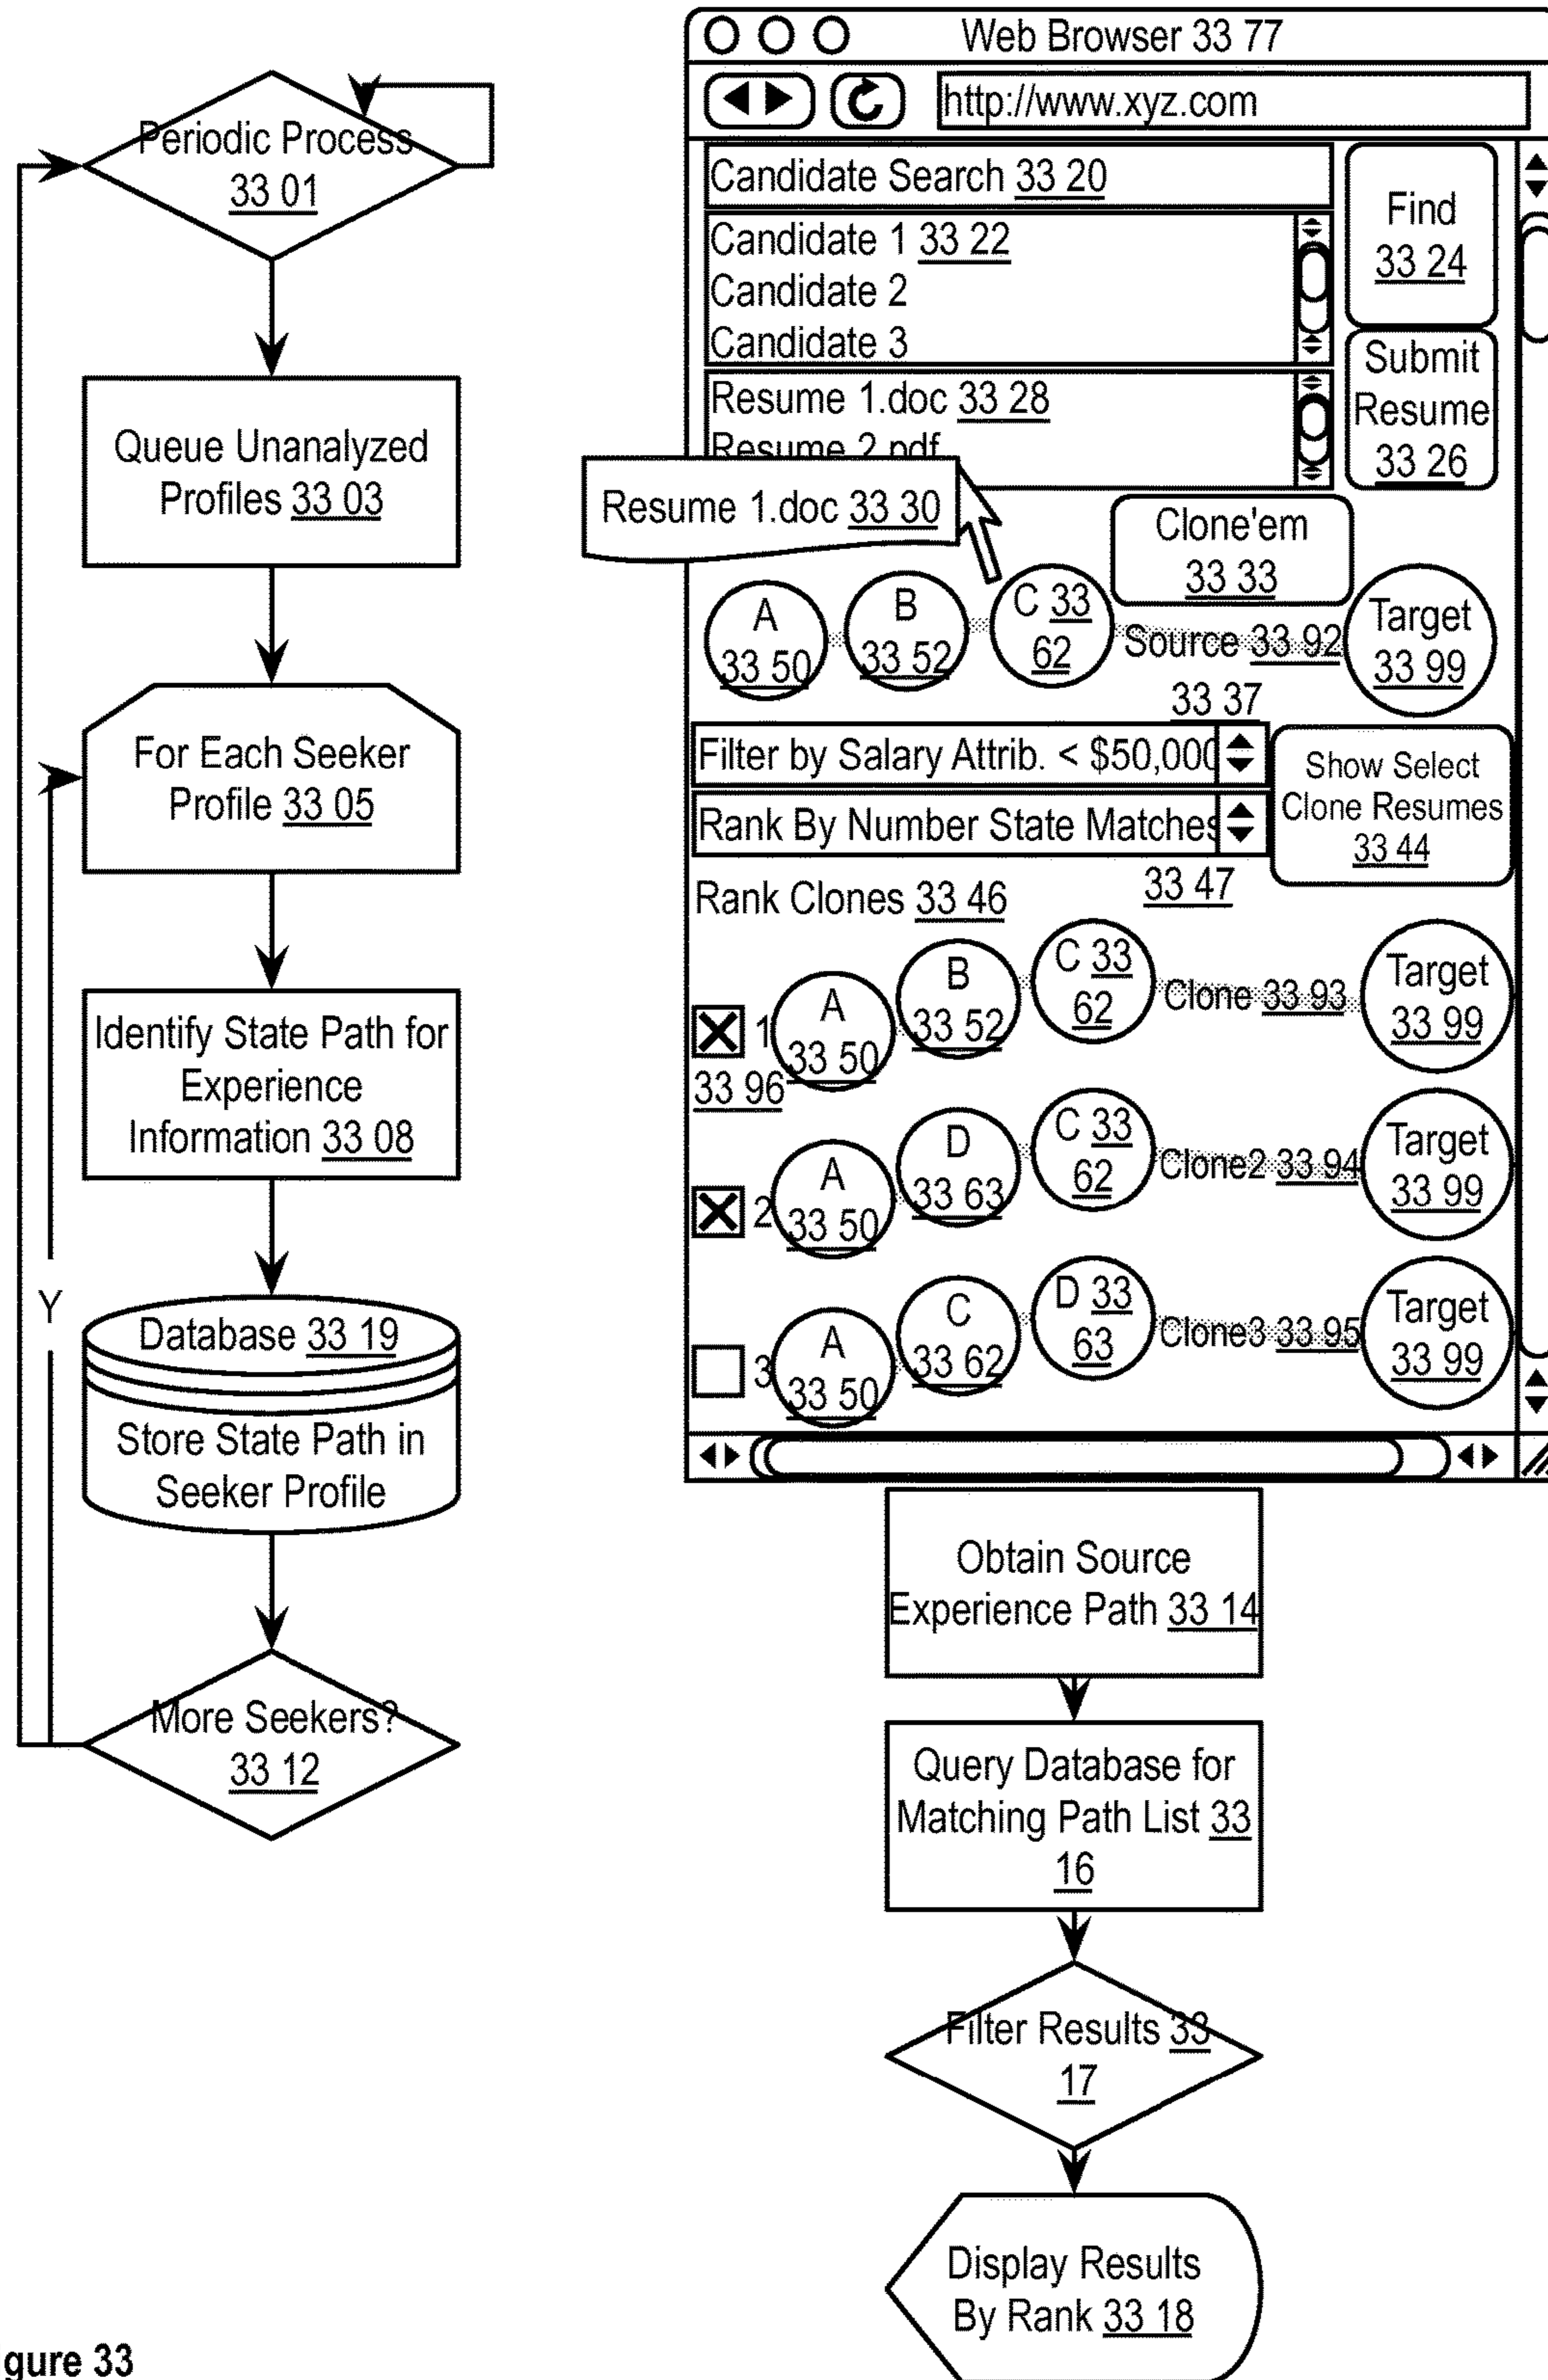 Periodic Process
33 01
Queue Unanalyzed
Profiles 33 03
For Each Seeker
Profile 33 05
Identify State Path for
Experience
Information 33 08
Y
Database 33 19
Store State Path in
Seeker Profile
More Seekers?
33 12
Web Browser 33 77
http://www.xyz.com
Candidate Search 33 20
Find
33 24
Candidate 1 33 22
Candidate 2
Candidate 3
Submit
Resume
33 26
Resume 1.doc 33 28
Resume 2.pdf
Resume 1.doc 33 30
Clone'em
33 33
A
33 50
B
33 52
C 33
62
Source 33 92
Target
33 99
33 37
Filter by Salary Attrib. < $50,000
Rank By Number State Matches
Show Select
Clone Resumes
33 44
33 47
Rank Clones 33 46
1
33 96
A
33 50
B
33 52
C 33
62
Clone 33 93
Target
33 99
2
A
33 50
D
33 63
C 33
62
Clone2 33 94
Target
33 99
3
A
33 50
C
33 62
D 33
63
Clone3 33 95
Target
33 99
Obtain Source
Experience Path 33 14
Query Database for
Matching Path List 33
16
Filter Results 33
17
Display Results
By Rank 33 18
gure 33